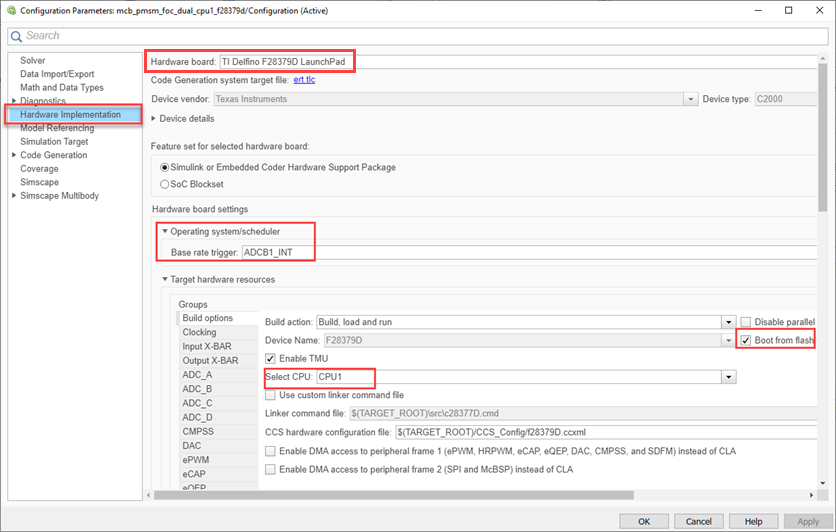 Configuration Parameters: mcb_pmsm_foc_dual_cpu1_f28379d/Configuration (Active)
Search
Solver
Data Import/Export
Math and Data Types
Diagnostics
Hardware Implementation
Model Referencing
Simulation Target
Code Generation
Coverage
Simscape
Simscape Multibody
Hardware board: TI Delfino F28379D LaunchPad
Code Generation system target file: ert.tlc
Device vendor: Texas Instruments Device type: C2000
Device details
Feature set for selected hardware board:
Simulink or Embedded Coder Hardware Support Package
SoC Blockset
Hardware board settings
Operating system/scheduler
Base rate trigger: ADCB1_INT
Target hardware resources
Groups
Build options
Clocking
Input X-BAR
Output X-BAR
ADC_A
ADC_B
ADC_C
ADC_D
CMPSS
DAC
ePWM
eCAP
eQEP
Build action: Build, load and run Disable parallel
Device Name: F28379D Boot from flash
Enable TMU
Select CPU: CPU1
Use custom linker command file
Linker command file: $(TARGET_ROOT)\src\c28377D.cmd
CCS hardware configuration file: $(TARGET_ROOT)/CCS_Config/f28379D.ccxml
Enable DMA access to peripheral frame 1 (ePWM, HRPWM, eCAP, eQEP, DAC, CMPSS, and SDFM) instead of CLA
Enable DMA access to peripheral frame 2 (SPI and McBSP) instead of CLA
OK Cancel Help Apply